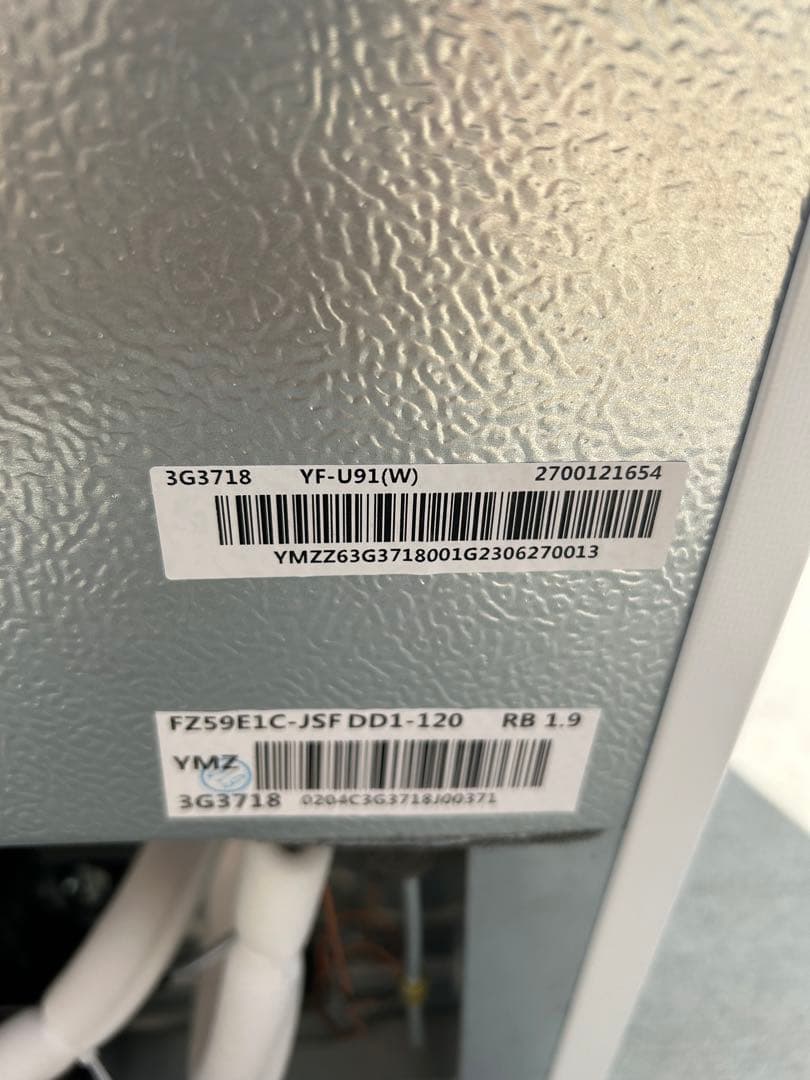 3G3718 YF-U91(W) 2700121654
YMZZ63G3718001G2306270013
FZ59E1C-JSF DD1-120 RB 1.9
YMZ
3G3718 0204C3G3718J00371